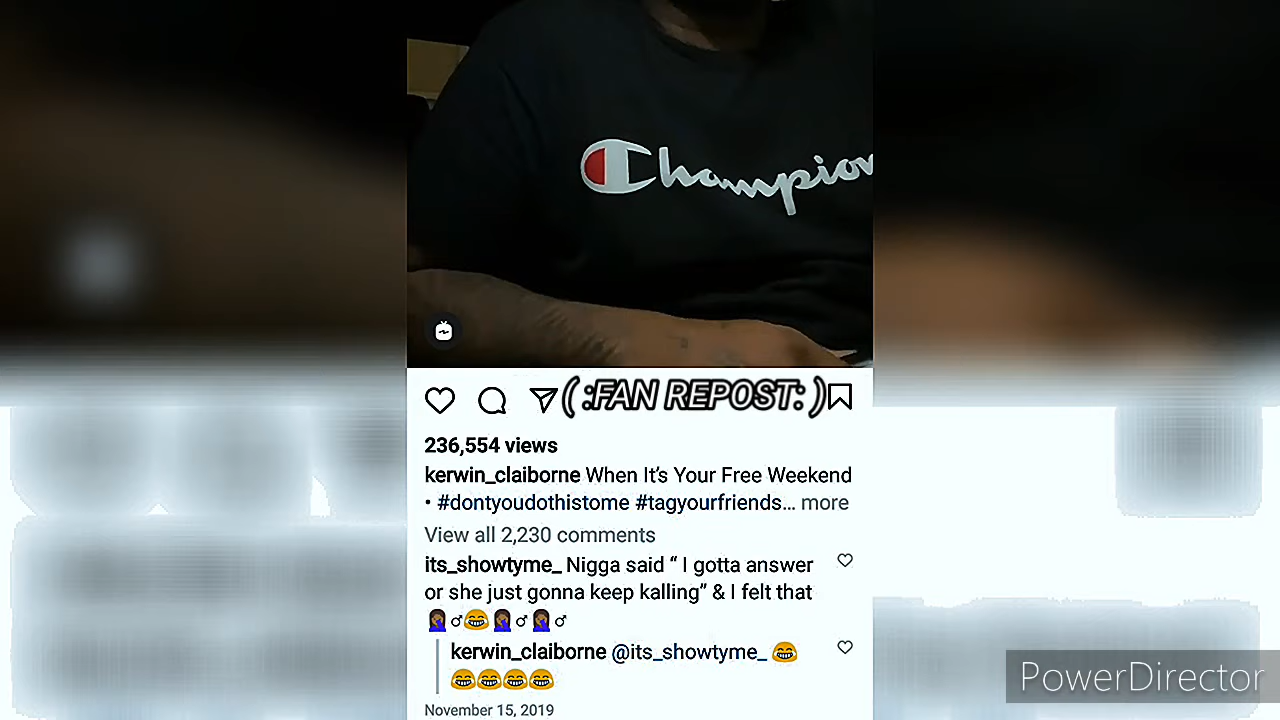 Champion
( :FAN REPOST: )
236,554 views
kerwin_claiborne When It's Your Free Weekend
• #dontyoudothistome #tagyourfriends... more
View all 2,230 comments
its_showtyme_ Nigga said “ I gotta answer
or she just gonna keep kalling” & I felt that
🤦🏾♂😂🤦🏾♂🤦🏾♂
kerwin_claiborne @its_showtyme_ 😂
😂😂😂😂
November 15, 2019
PowerDirector